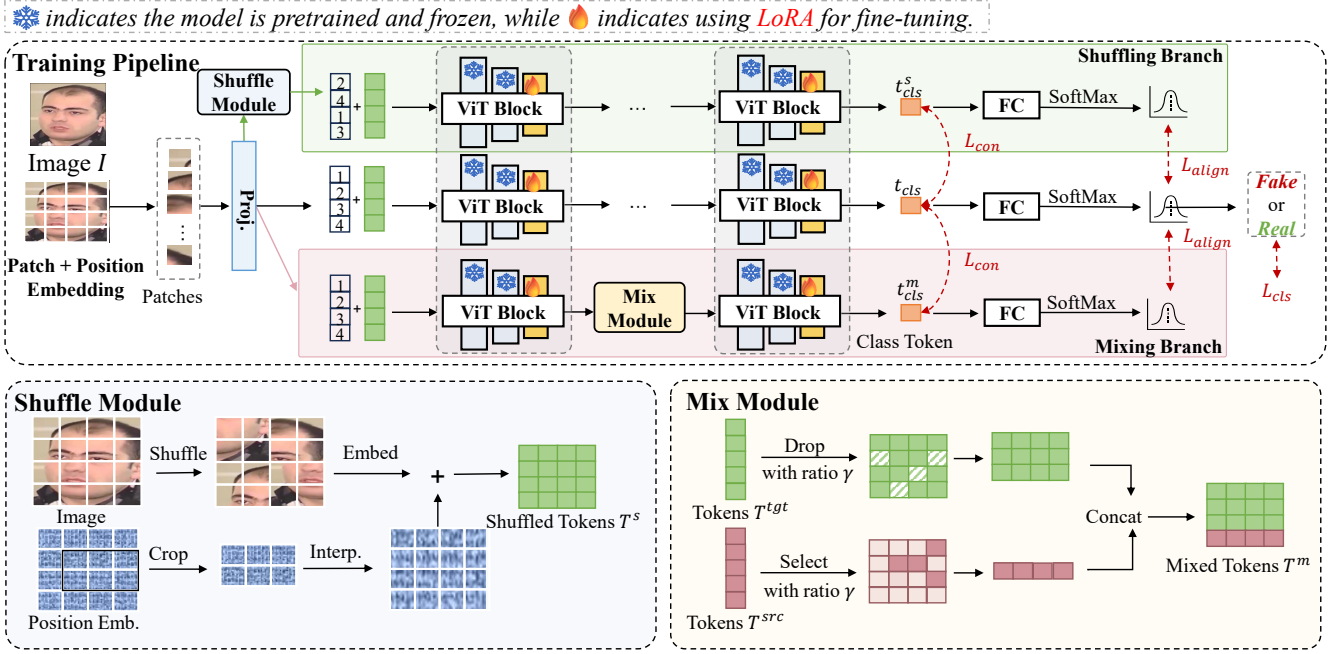 indicates the model is pretrained and frozen, while indicates using LoRA for fine-tuning.
Training Pipeline
Shuffling Branch
Shuffle
Module
2
4
1
3
+
ViT Block
...
ViT Block
t^s_cls
FC
SoftMax
Image I
L_con
L_align
Proj.
1
2
3
4
+
ViT Block
...
ViT Block
t_cls
FC
SoftMax
Fake
or
Real
Patch + Position
Embedding
Patches
L_con
L_align
L_cls
1
2
3
4
+
ViT Block
Mix
Module
ViT Block
t^m_cls
FC
SoftMax
Class Token
Mixing Branch
Shuffle Module
Shuffle
Embed
+
Image
Shuffled Tokens T^s
Crop
Interp.
Position Emb.
Mix Module
Drop
with ratio γ
Tokens T^tgt
Concat
Select
with ratio γ
Mixed Tokens T^m
Tokens T^src